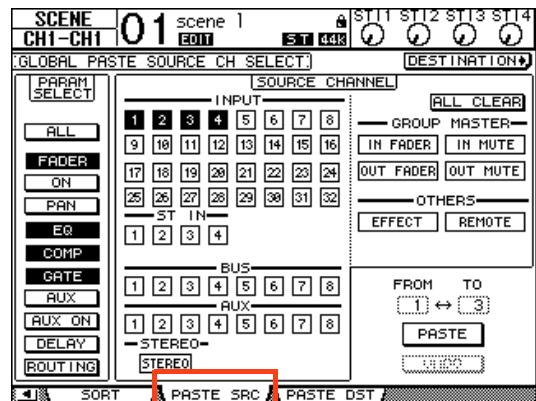 SCENE
CH1-CH1
01 scene 1
EDIT S.T 44k
STI1 STI2 STI3 STI4
GLOBAL PASTE SOURCE CH SELECT
DESTINATION
PARAM SELECT
ALL
FADER
ON
PAN
EQ
COMP
GATE
AUX
AUX ON
DELAY
ROUTING
SOURCE CHANNEL
INPUT
1 2 3 4 5 6 7 8
9 10 11 12 13 14 15 16
17 18 19 20 21 22 23 24
25 26 27 28 29 30 31 32
ST IN
1 2 3 4
BUS
1 2 3 4 5 6 7 8
AUX
1 2 3 4 5 6 7 8
STEREO
STEREO
ALL CLEAR
GROUP MASTER
IN FADER IN MUTE
OUT FADER OUT MUTE
OTHERS
EFFECT REMOTE
FROM TO
1 ↔ 3
PASTE
UNDO
SORT PASTE SRC PASTE DST